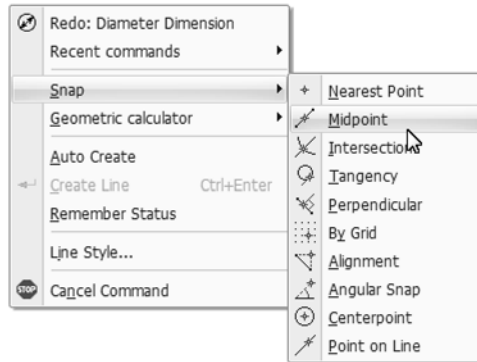 Redo: Diameter Dimension
Recent commands
Snap
Geometric calculator
Auto Create
Create Line Ctrl+Enter
Remember Status
Line Style...
STOP Cancel Command
Nearest Point
Midpoint
Intersection
Tangency
Perpendicular
By Grid
Alignment
Angular Snap
Centerpoint
Point on Line